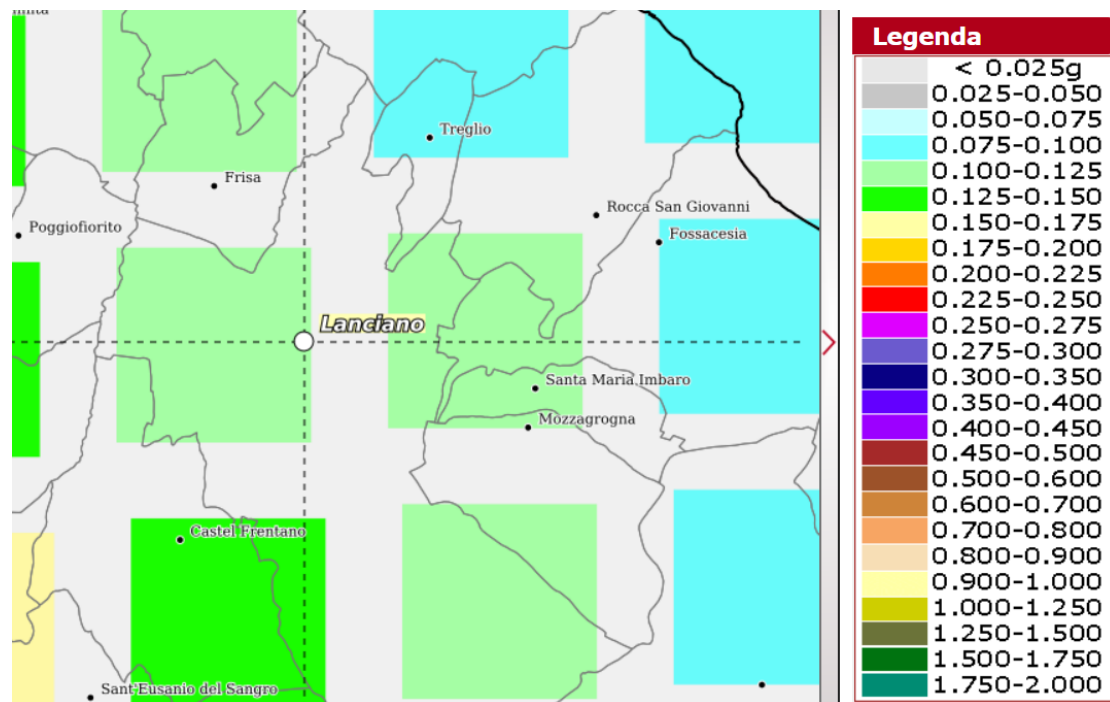 Treglio
Frisa
Rocca San Giovanni
Poggiofiorito
Fossacesia
Lanciano
Santa Maria Imbaro
Mozzagrogna
Castel Frentano
Sant'Eusanio del Sangro
Legenda
< 0.025g
0.025-0.050
0.050-0.075
0.075-0.100
0.100-0.125
0.125-0.150
0.150-0.175
0.175-0.200
0.200-0.225
0.225-0.250
0.250-0.275
0.275-0.300
0.300-0.350
0.350-0.400
0.400-0.450
0.450-0.500
0.500-0.600
0.600-0.700
0.700-0.800
0.800-0.900
0.900-1.000
1.000-1.250
1.250-1.500
1.500-1.750
1.750-2.000